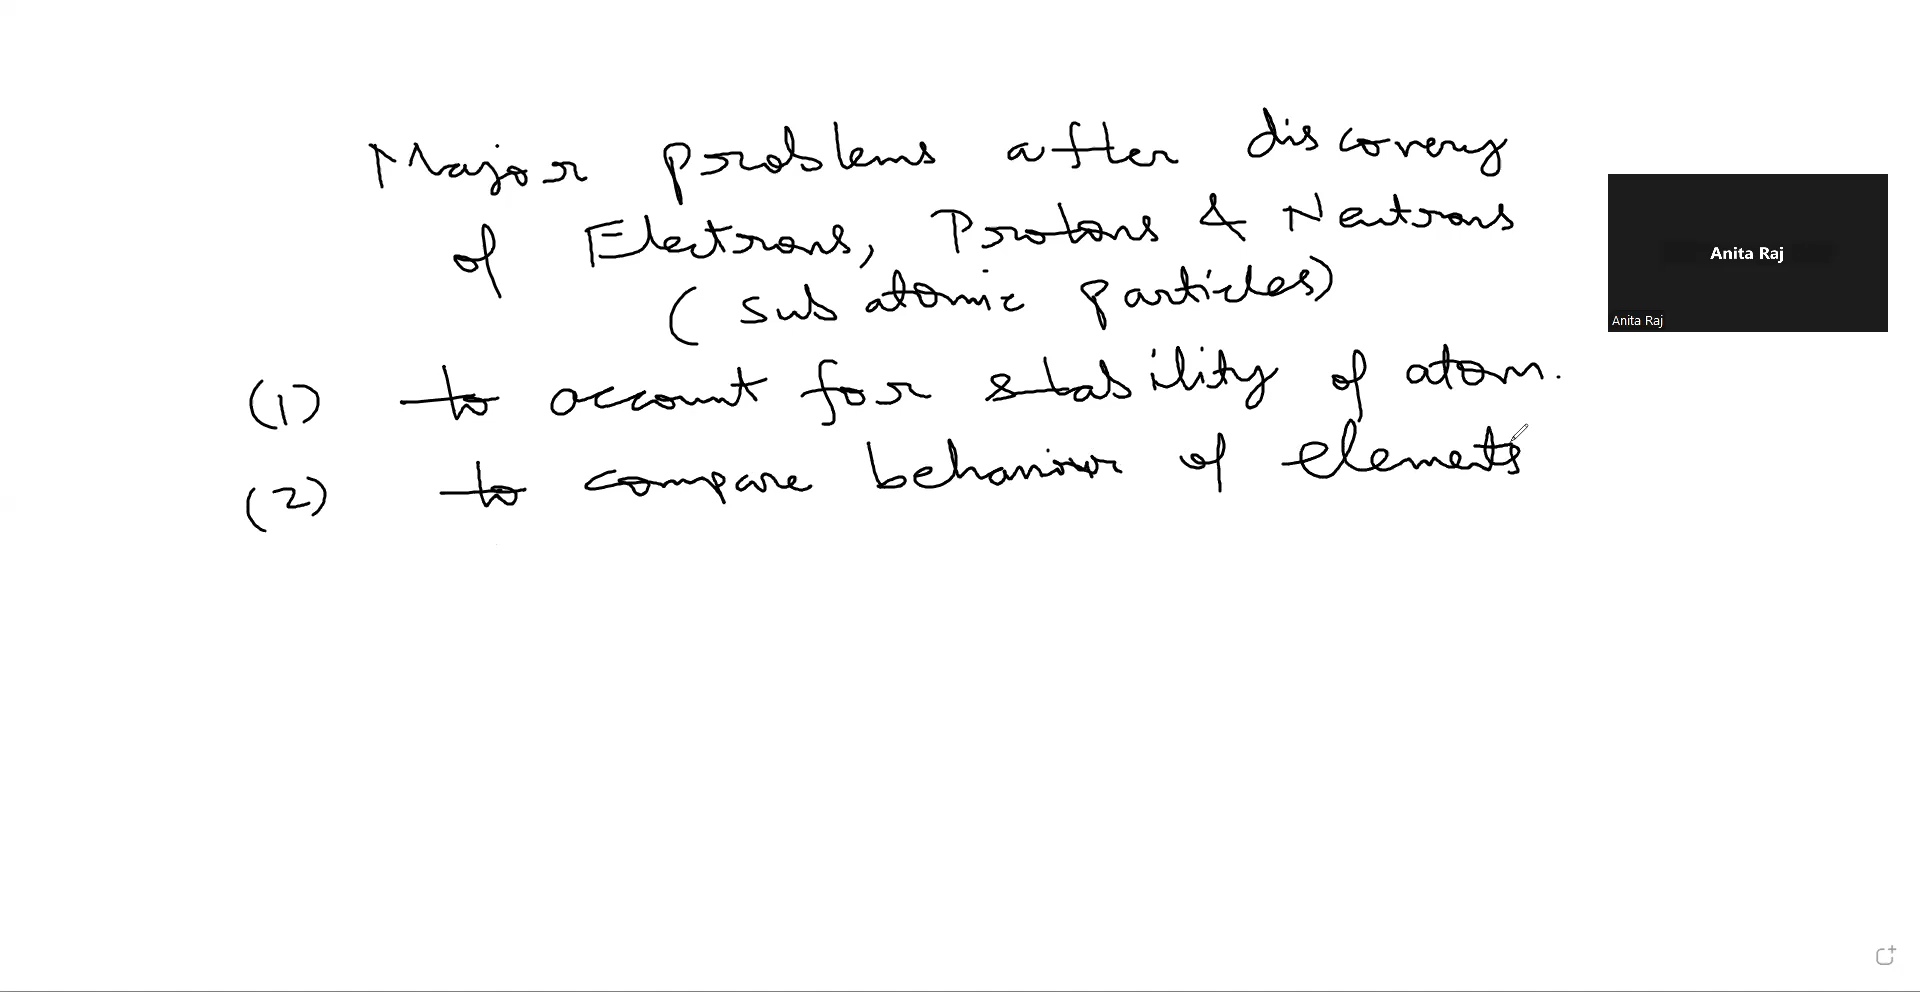 Major problems after discovery
of Electrons, Protons & Neutrons
(sub atomic particles)
(1) to account for stability of atom.
(2) to compare behaviour of elements
Anita Raj
Anita Raj